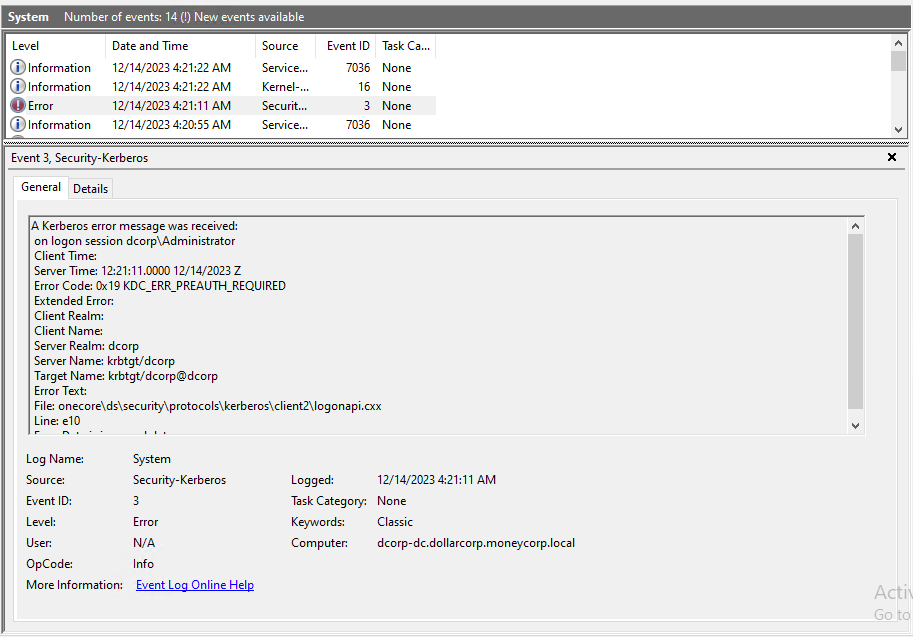 System Number of events: 14 (!) New events available
Level Date and Time Source Event ID Task Ca...
Information 12/14/2023 4:21:22 AM Service... 7036 None
Information 12/14/2023 4:21:22 AM Kernel-... 16 None
Error 12/14/2023 4:21:11 AM Securit... 3 None
Information 12/14/2023 4:20:55 AM Service... 7036 None
Event 3, Security-Kerberos
General Details
A Kerberos error message was received:
on logon session dcorp\Administrator
Client Time:
Server Time: 12:21:11.0000 12/14/2023 Z
Error Code: 0x19 KDC_ERR_PREAUTH_REQUIRED
Extended Error:
Client Realm:
Client Name:
Server Realm: dcorp
Server Name: krbtgt/dcorp
Target Name: krbtgt/dcorp@dcorp
Error Text:
File: onecore\ds\security\protocols\kerberos\client2\logonapi.cxx
Line: e10
Log Name: System
Source: Security-Kerberos Logged: 12/14/2023 4:21:11 AM
Event ID: 3 Task Category: None
Level: Error Keywords: Classic
User: N/A Computer: dcorp-dc.dollarcorp.moneycorp.local
OpCode: Info
More Information: Event Log Online Help
Activ
Go to